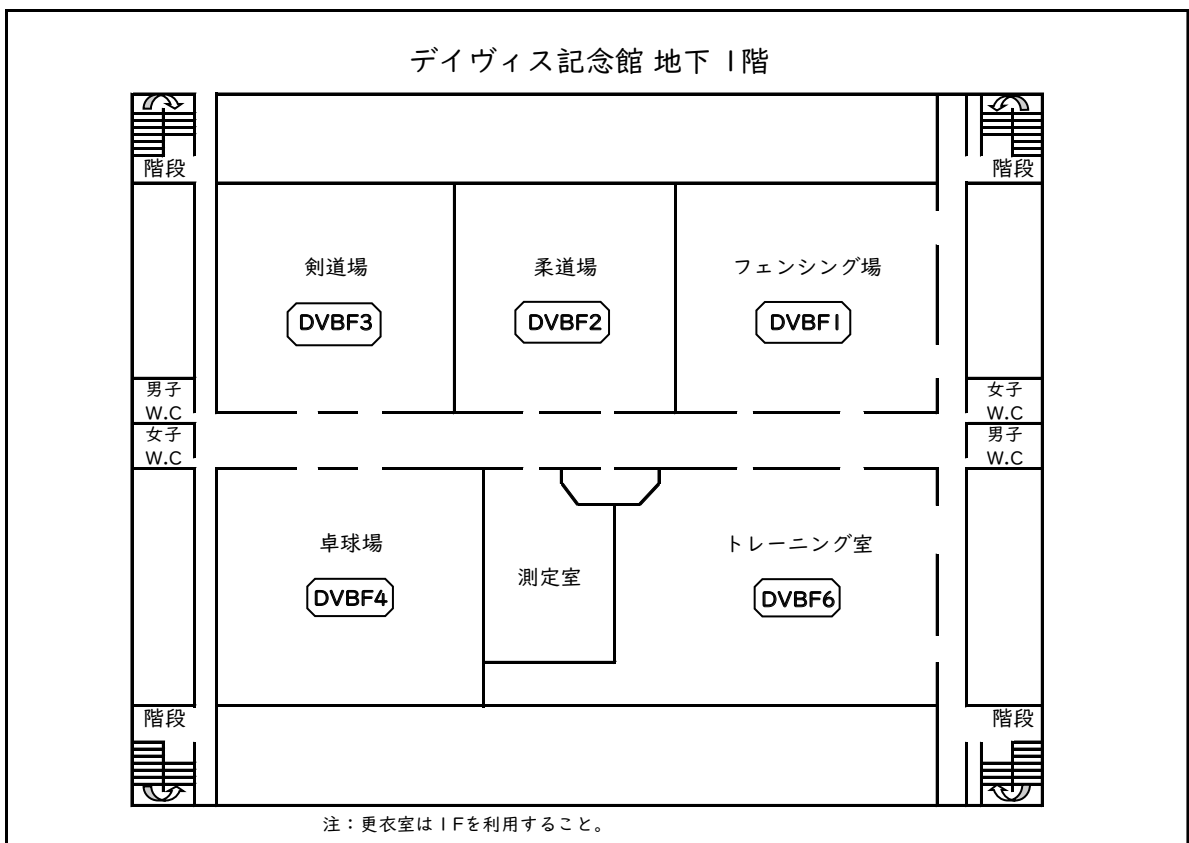 デイヴィス記念館 地下 1階
階段
階段
剣道場
柔道場
フェンシング場
DVBF3
DVBF2
DVBF1
男子
W.C
女子
W.C
女子
W.C
男子
W.C
卓球場
DVBF4
測定室
トレーニング室
DVBF6
階段
階段
注：更衣室は1Fを利用すること。